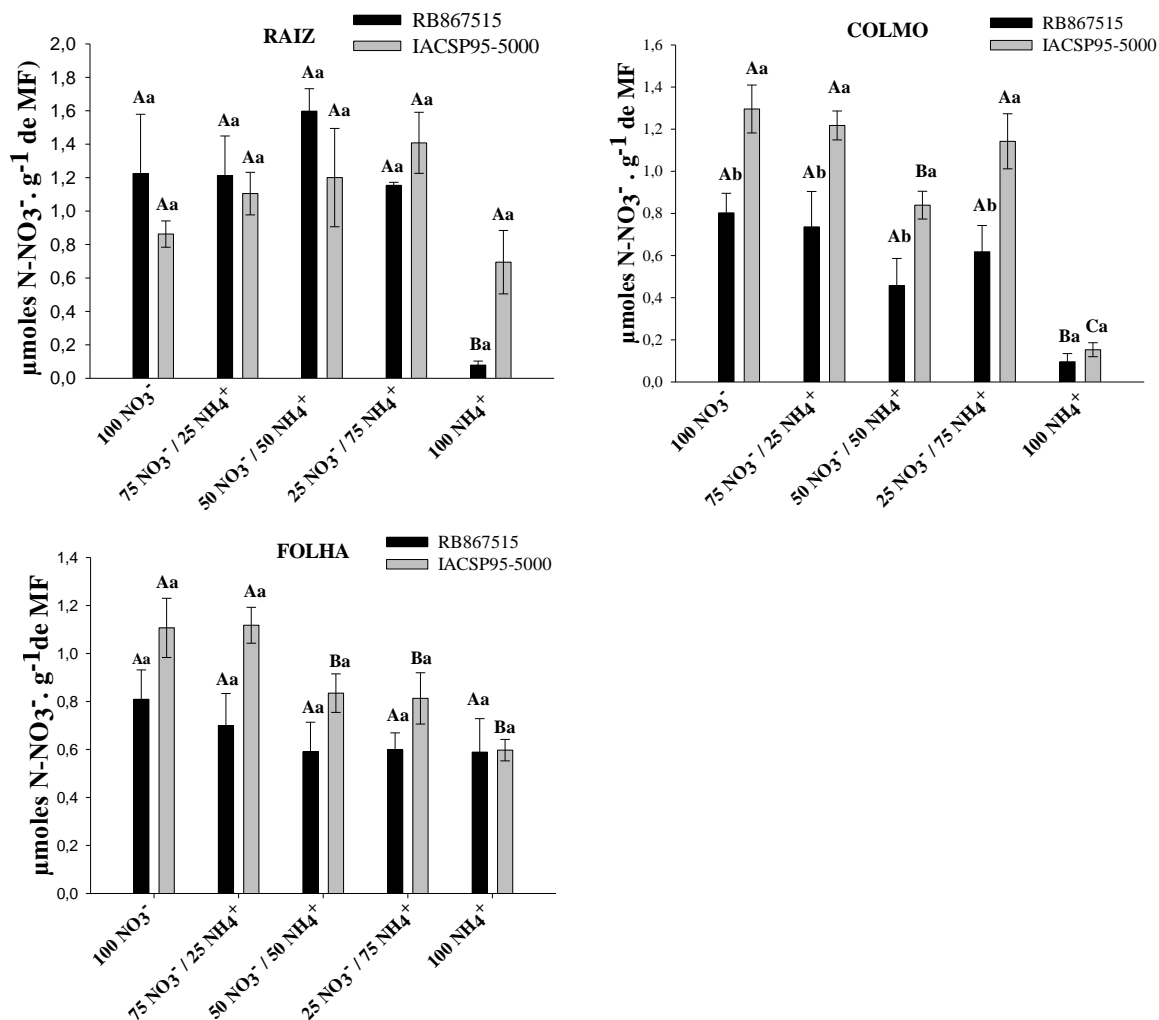 RAIZ
RB867515
IACSP95-5000
µmoles N-NO3⁻. g⁻¹ de MF)
2,0
1,8
1,6
1,4
1,2
1,0
0,8
0,6
0,4
0,2
0,0
Aa
Aa
Aa
Aa
Aa
Aa
Aa
Aa
Ba
Aa
100 NO3⁻
75 NO3⁻ / 25 NH4⁺
50 NO3⁻ / 50 NH4⁺
25 NO3⁻ / 75 NH4⁺
100 NH4⁺
COLMO
RB867515
IACSP95-5000
µmoles N-NO3⁻. g⁻¹ de MF
1,6
1,4
1,2
1,0
0,8
0,6
0,4
0,2
0,0
Ab
Aa
Ab
Aa
Ab
Ba
Ab
Aa
Ba
Ca
100 NO3⁻
75 NO3⁻ / 25 NH4⁺
50 NO3⁻ / 50 NH4⁺
25 NO3⁻ / 75 NH4⁺
100 NH4⁺
FOLHA
RB867515
IACSP95-5000
µmoles N-NO3⁻. g⁻¹de MF
1,4
1,2
1,0
0,8
0,6
0,4
0,2
0,0
Aa
Aa
Aa
Aa
Aa
Ba
Aa
Ba
Aa
Ba
100 NO3⁻
75 NO3⁻ / 25 NH4⁺
50 NO3⁻ / 50 NH4⁺
25 NO3⁻ / 75 NH4⁺
100 NH4⁺